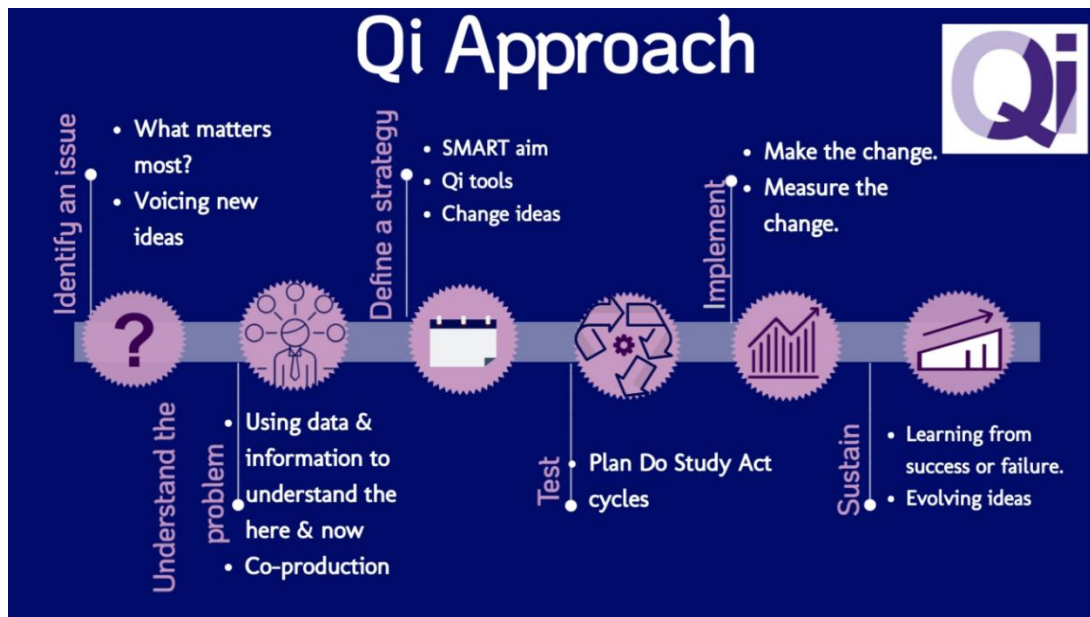 Qi Approach
Qi
Identify an issue
• What matters
most?
• Voicing new
ideas
Understand the
problem
• Using data &
information to
understand the
here & now
• Co-production
Define a strategy
• SMART aim
• Qi tools
• Change ideas
?
Test
• Plan Do Study Act
cycles
Implement
• Make the change.
• Measure the
change.
Sustain
• Learning from
success or failure.
• Evolving ideas